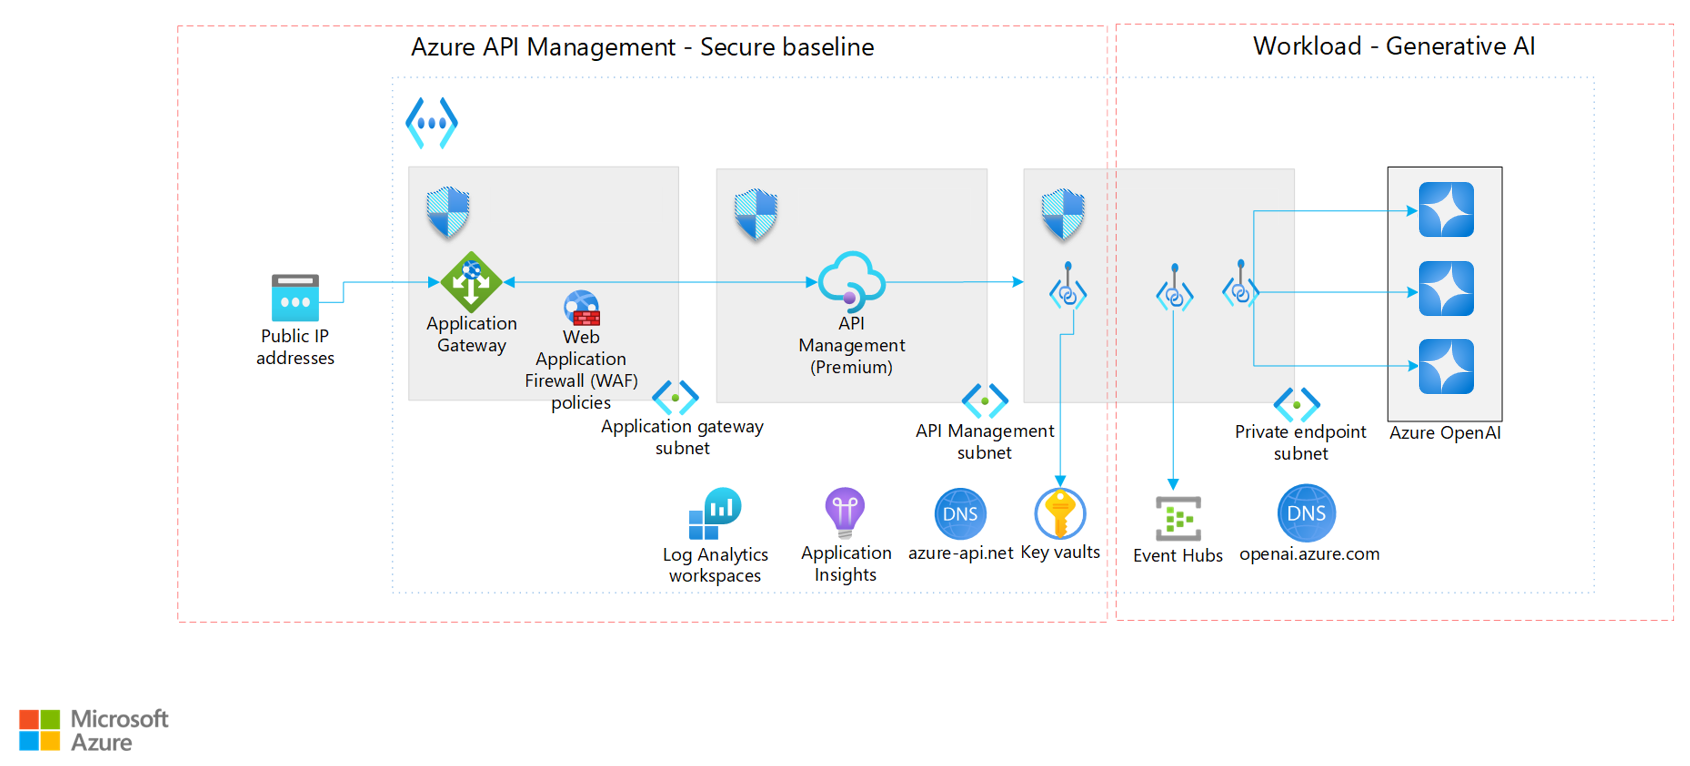 Azure API Management - Secure baseline
Workload - Generative AI
Public IP
addresses
Application
Gateway
Web
Application
Firewall (WAF)
policies
Application gateway
subnet
API
Management
(Premium)
API Management
subnet
Private endpoint
subnet
Azure OpenAI
Log Analytics
workspaces
Application
Insights
DNS
azure-api.net
Key vaults
Event Hubs
DNS
openai.azure.com
Microsoft
Azure